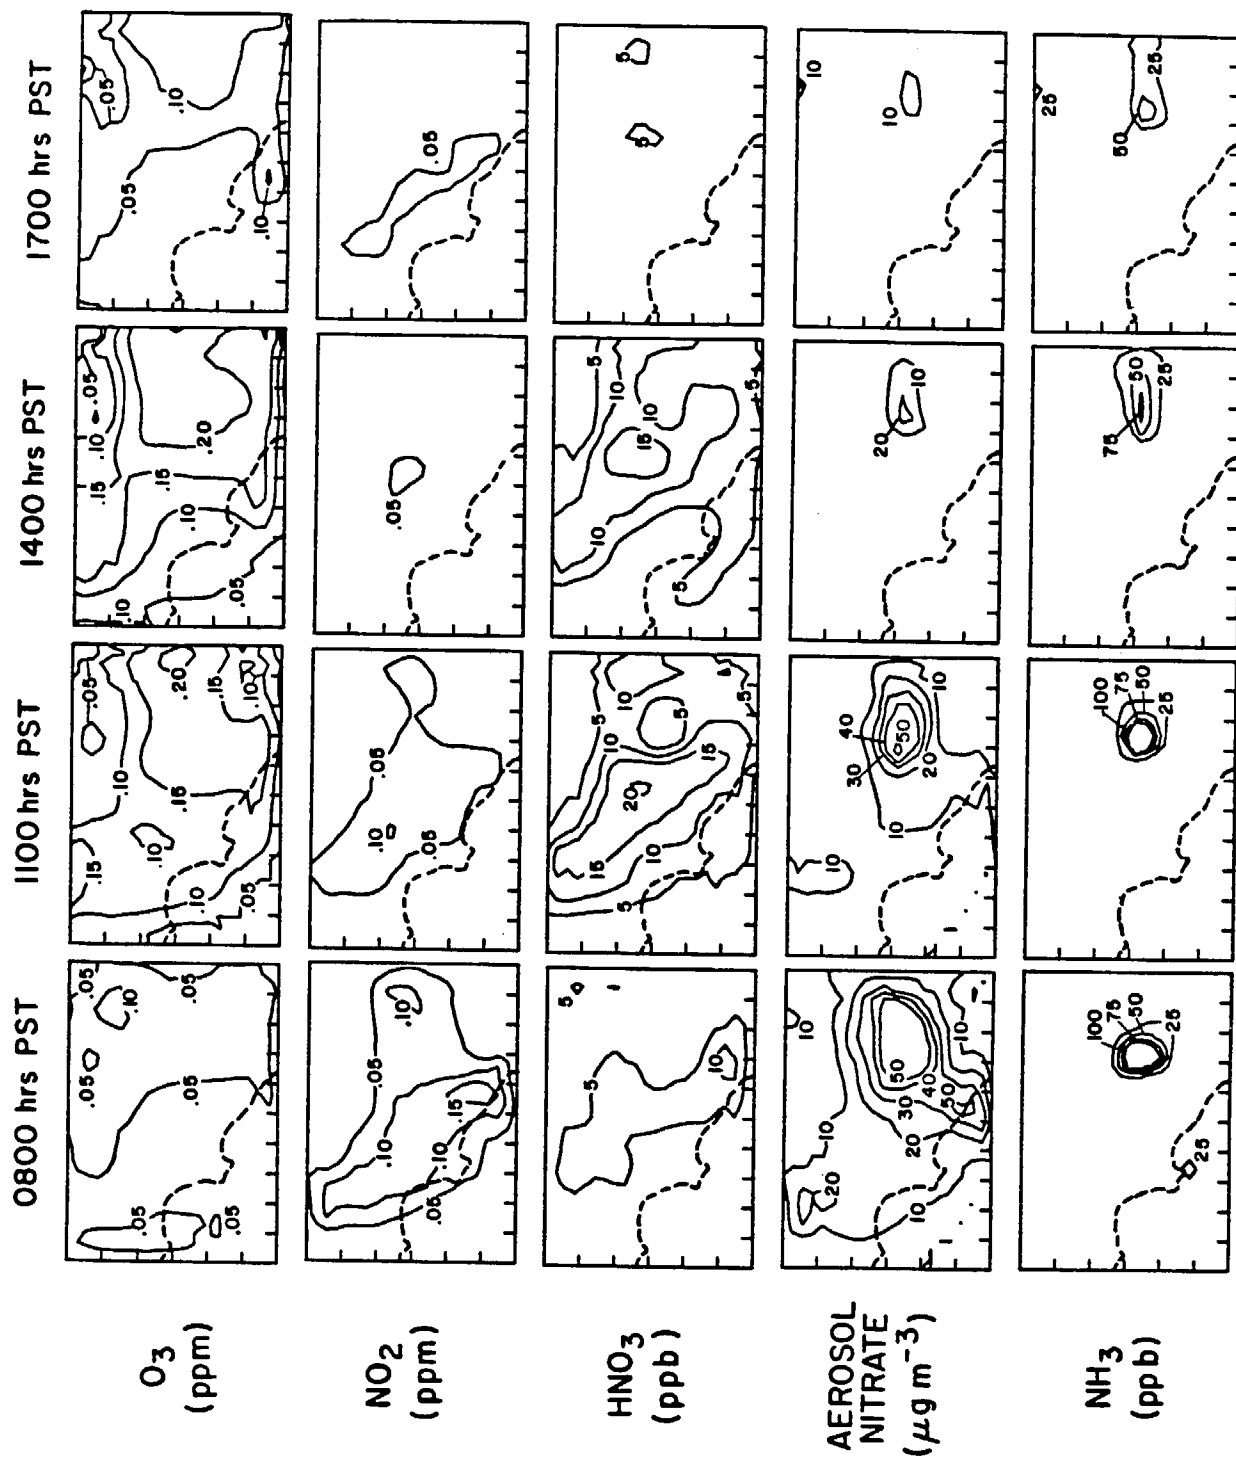 0800 hrs PST 1100 hrs PST 1400 hrs PST 1700 hrs PST
O3
(ppm)
.05 .05 .10 .05 .05 .05 .05
.15 .10 .05 .10 .15 .20 .15 .10 .10 .05
.10 .15 .10 .05 .15 .10 .20 .05
.05 .05 .10 .10
NO2
(ppm)
.05 .10 .10 .10 .15 .05
.05 .10 .05
.05
.05
HNO3
(ppb)
5 5 10
5 10 5 20 15 15 10 5 5
5 10 10 15 10 5 5
5 5
AEROSOL
NITRATE
(μg m−3)
10 10 20 50 40 30 50 20 10 10
10 10 40 50 30 20 10
10 20
10 10
NH3
(ppb)
100 75 50 25 25
100 75 50 25
50 25 75
25 25 50